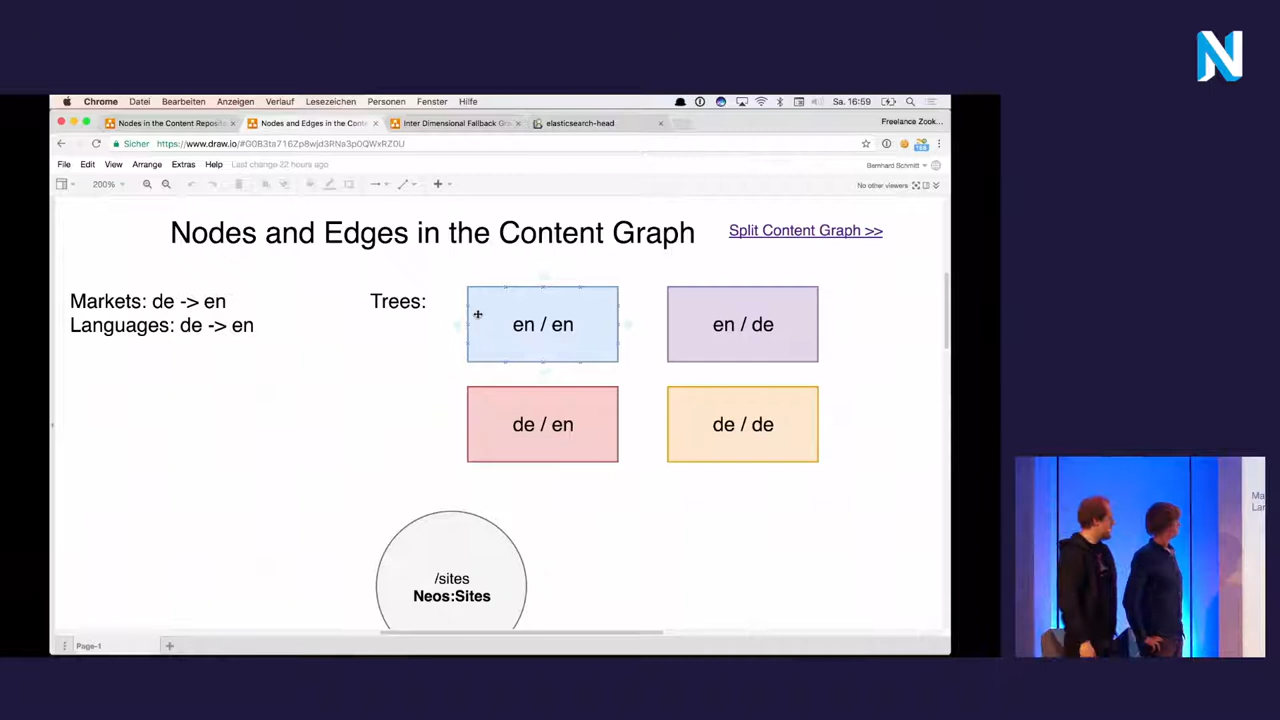 Chrome Datei Bearbeiten Anzeigen Verlauf Lesezeichen Personen Fenster Hilfe Sa. 16:59
Nodes in the Content Reposit Nodes and Edges in the Conte Inter Dimensional Fallback Gr elasticsearch-head Freelance Zook...
Sicher https://www.draw.io/
File Edit View Arrange Extras Help Last change 22 hours ago Bernhard Schmitt
200% No other viewers
Nodes and Edges in the Content Graph Split Content Graph >>
Markets: de -> en
Languages: de -> en
Trees:
en / en
en / de
de / en
de / de
/sites
Neos:Sites
Page-1
Ma
Lar